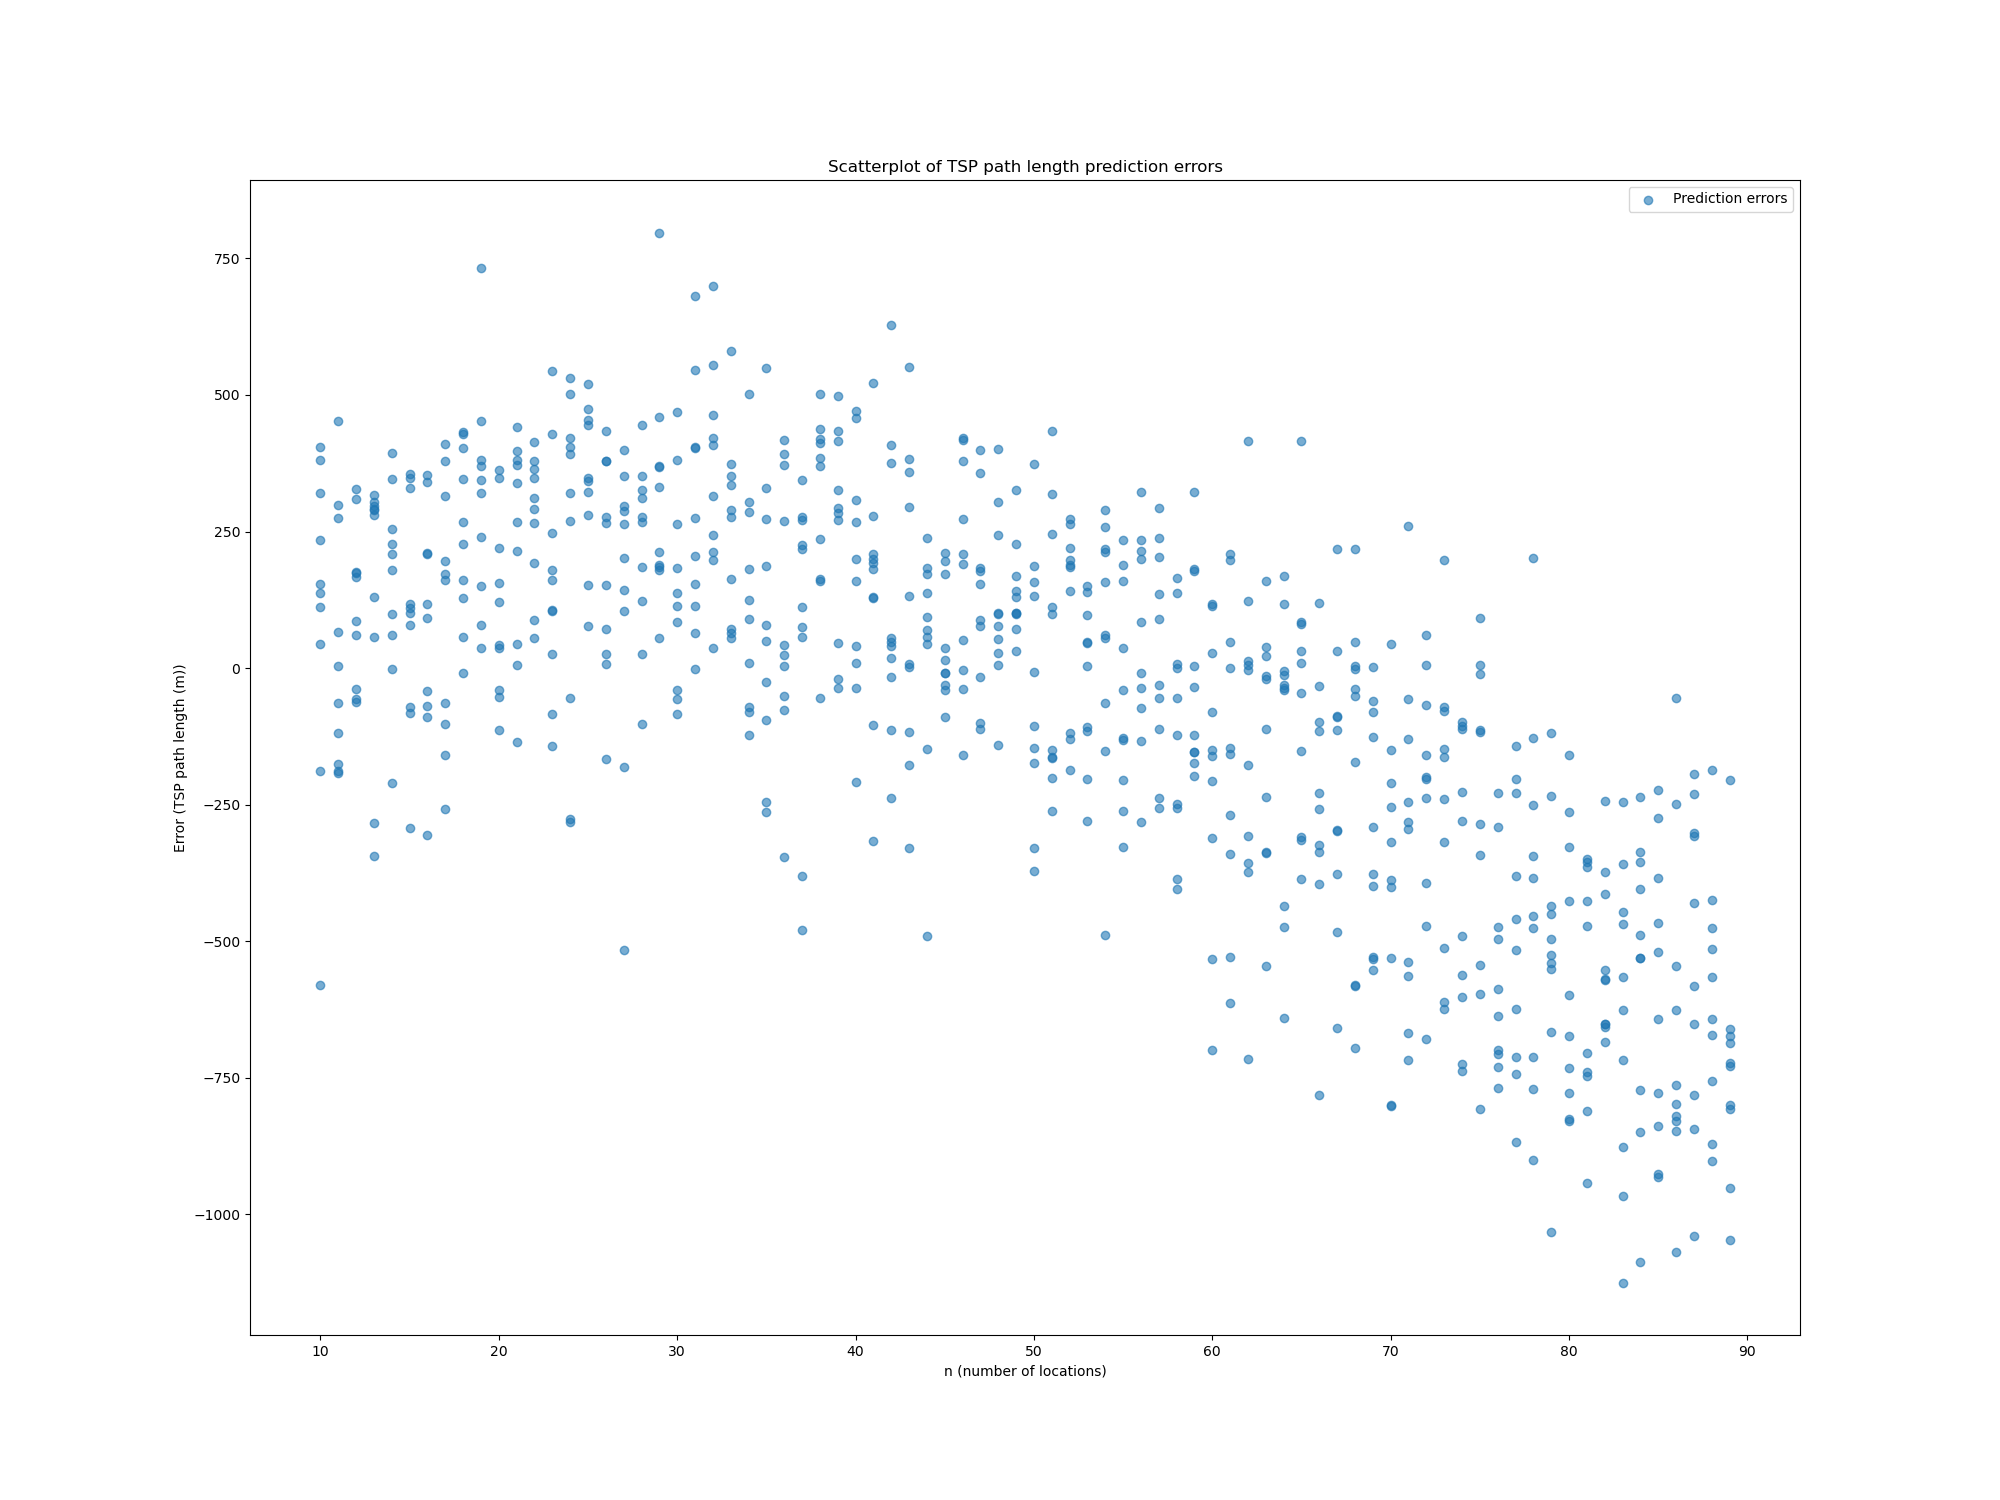 Scatterplot of TSP path length prediction errors
Prediction errors
750
500
250
0
−250
−500
−750
−1000
Error (TSP path length (m))
10 20 30 40 50 60 70 80 90
n (number of locations)